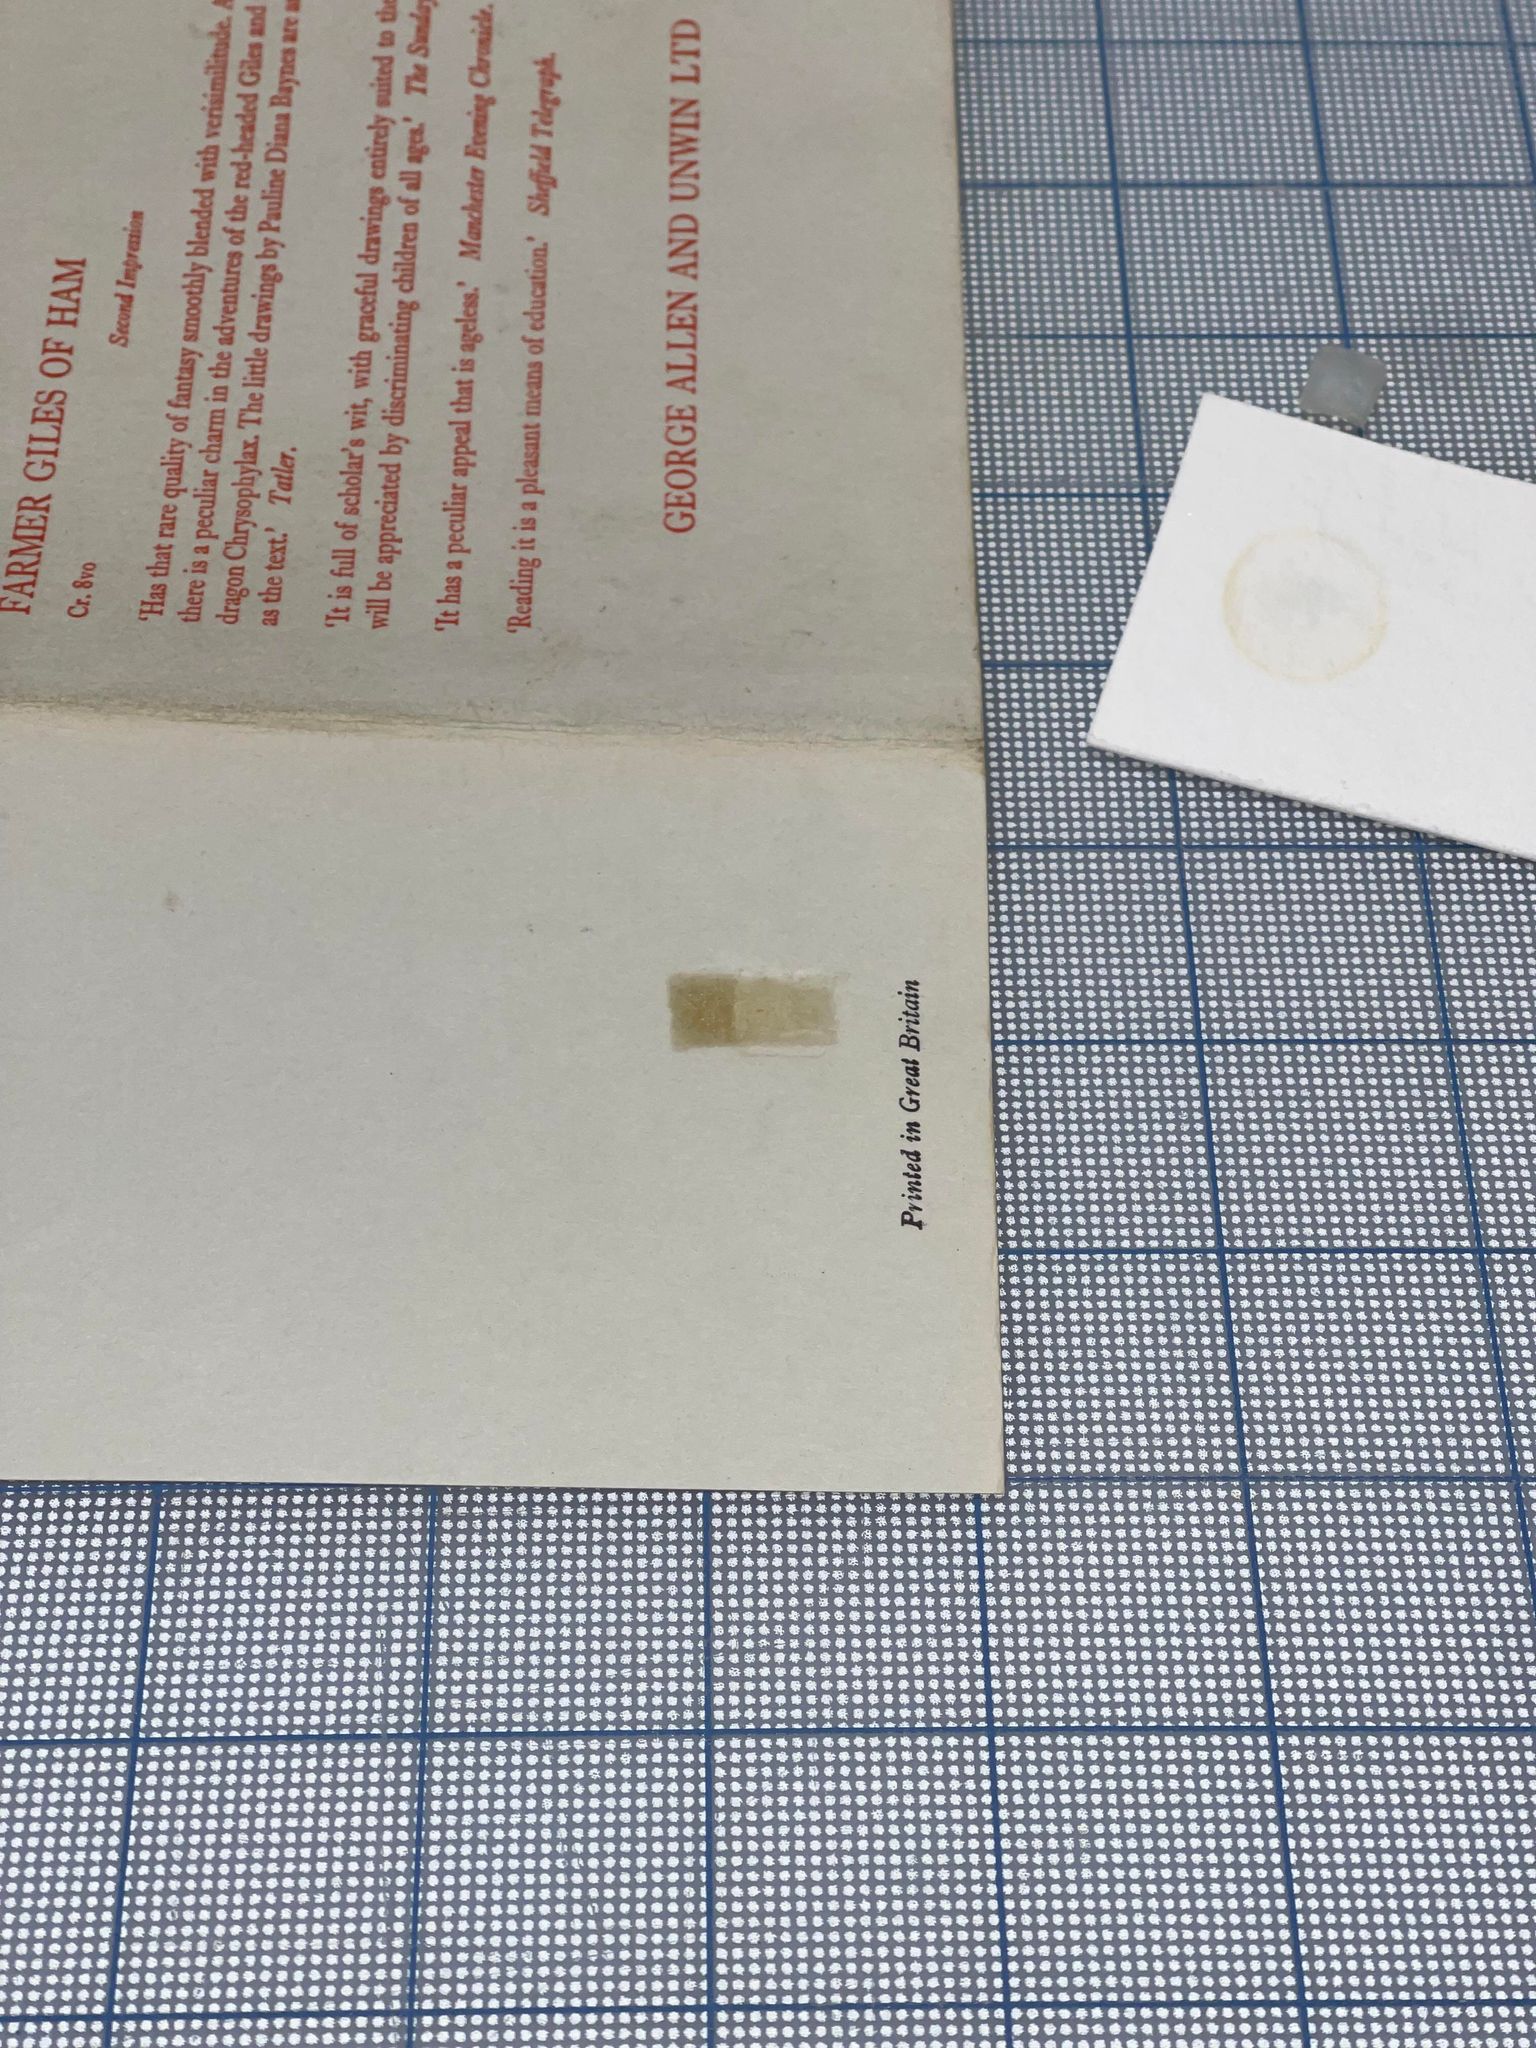 FARMER GILES OF HAM
Cr. 8vo
Second Impression
'Has that rare quality of fantasy smoothly blended with verisimilitude. A
there is a peculiar charm in the adventures of the red-headed Giles and
dragon Chrysophylax. The little drawings by Pauline Diana Baynes are
as the text.' Tatler.
'It is full of scholar's wit, with graceful drawings entirely suited to the
will be appreciated by discriminating children of all ages.' The Sunday
'It has a peculiar appeal that is ageless.' Manchester Evening Chronicle.
'Reading it is a pleasant means of education.' Sheffield Telegraph.
GEORGE ALLEN AND UNWIN LTD
Printed in Great Britain